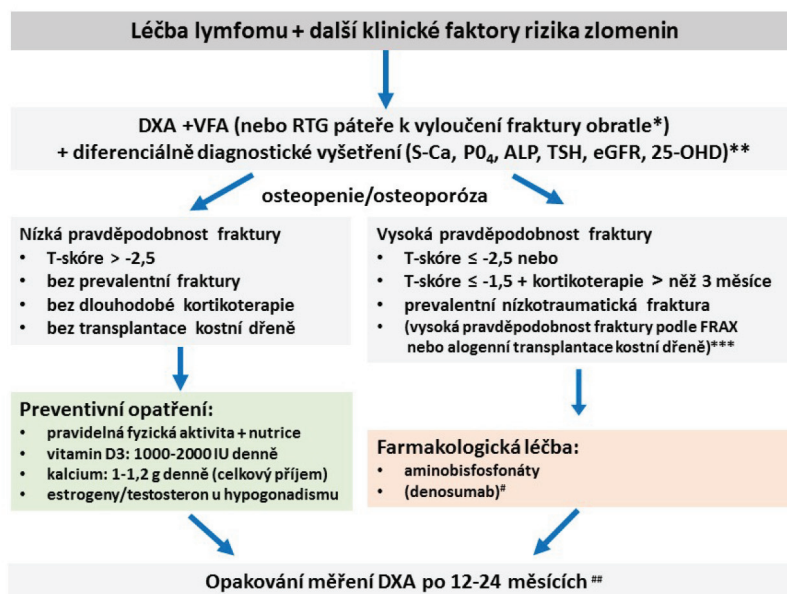 Léčba lymfomu + další klinické faktory rizika zlomenin
DXA +VFA (nebo RTG páteře k vyloučení fraktury obratle*)
+ diferenciálně diagnostické vyšetření (S-Ca, P0₄, ALP, TSH, eGFR, 25-OHD)**
osteopenie/osteoporóza
Nízká pravděpodobnost fraktury
• T-skóre > -2,5
• bez prevalentní fraktury
• bez dlouhodobé kortikoterapie
• bez transplantace kostní dřeně
Vysoká pravděpodobnost fraktury
• T-skóre ≤ -2,5 nebo
• T-skóre ≤ -1,5 + kortikoterapie > než 3 měsíce
• prevalentní nízkotraumatická fraktura
• (vysoká pravděpodobnost fraktury podle FRAX
nebo alogenní transplantace kostní dřeně)***
Preventivní opatření:
• pravidelná fyzická aktivita + nutrice
• vitamin D3: 1000-2000 IU denně
• kalcium: 1-1,2 g denně (celkový příjem)
• estrogeny/testosteron u hypogonadismu
Farmakologická léčba:
• aminobisfosfonáty
• (denosumab)#
Opakování měření DXA po 12-24 měsících ##